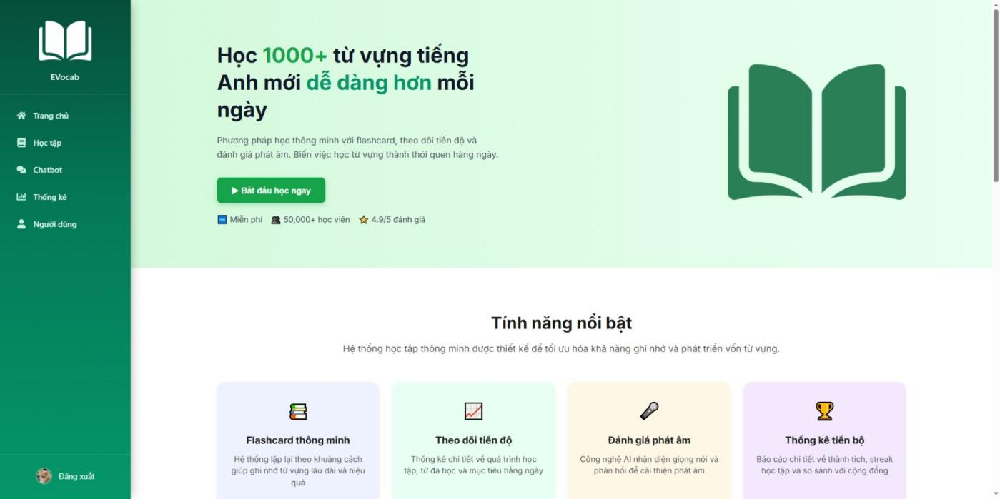 EVocab
Trang chủ
Học tập
Chatbot
Thống kê
Người dùng
Đăng xuất
Học 1000+ từ vựng tiếng
Anh mới dễ dàng hơn mỗi
ngày
Phương pháp học thông minh với flashcard, theo dõi tiến độ và
đánh giá phát âm. Biến việc học từ vựng thành thói quen hàng ngày.
▶ Bắt đầu học ngay
Miễn phí 50,000+ học viên 4.9/5 đánh giá
Tính năng nổi bật
Hệ thống học tập thông minh được thiết kế để tối ưu hóa khả năng ghi nhớ và phát triển vốn từ vựng.
Flashcard thông minh
Hệ thống lặp lại theo khoảng cách
giúp ghi nhớ từ vựng lâu dài và hiệu
quả
Theo dõi tiến độ
Thống kê chi tiết về quá trình học
tập, từ đã học và mục tiêu hằng ngày
Đánh giá phát âm
Công nghệ AI nhận diện giọng nói và
phản hồi để cải thiện phát âm
Thống kê tiến bộ
Báo cáo chi tiết về thành tích, streak
học tập và so sánh với cộng đồng